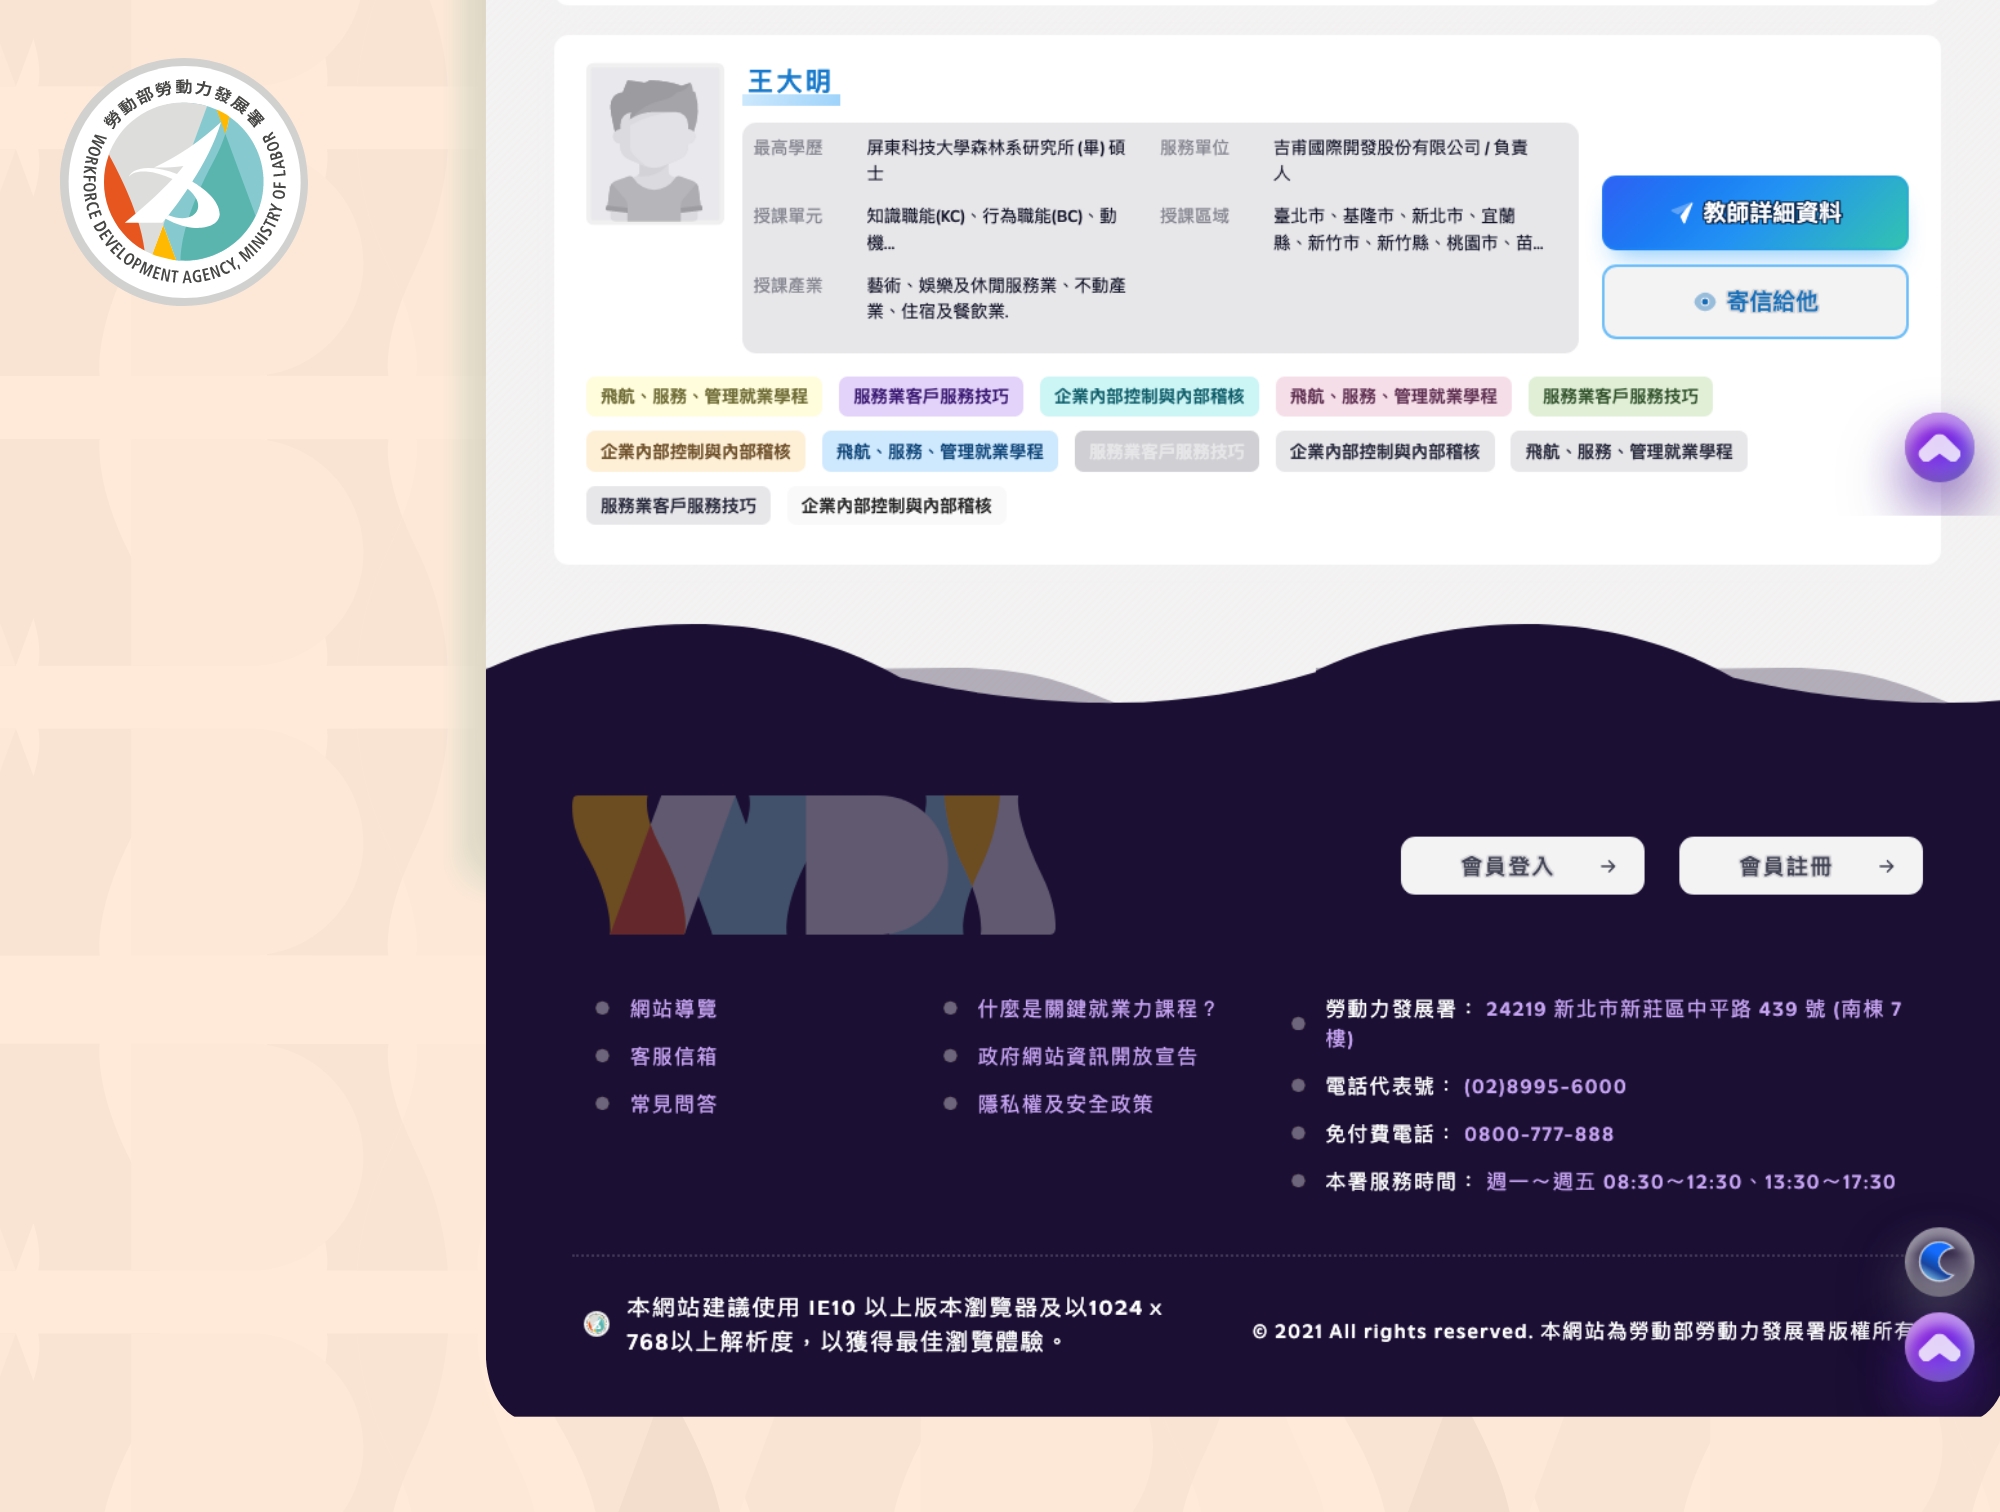 勞動部勞動力發展署
WORKFORCE DEVELOPMENT AGENCY, MINISTRY OF LABOR
王大明
最高學歷
屏東科技大學森林系研究所 (畢) 碩
士
服務單位
吉甫國際開發股份有限公司 / 負責
人
授課單元
知識職能(KC)、行為職能(BC)、動
機...
授課區域
臺北市、基隆市、新北市、宜蘭
縣、新竹市、新竹縣、桃園市、苗...
授課產業
藝術、娛樂及休閒服務業、不動產
業、住宿及餐飲業.
教師詳細資料
寄信給他
飛航、服務、管理就業學程
服務業客戶服務技巧
企業內部控制與內部稽核
飛航、服務、管理就業學程
服務業客戶服務技巧
企業內部控制與內部稽核
飛航、服務、管理就業學程
服務業客戶服務技巧
企業內部控制與內部稽核
飛航、服務、管理就業學程
服務業客戶服務技巧
企業內部控制與內部稽核
WDA
會員登入
會員註冊
網站導覽
客服信箱
常見問答
什麼是關鍵就業力課程？
政府網站資訊開放宣告
隱私權及安全政策
勞動力發展署： 24219 新北市新莊區中平路 439 號 (南棟 7
樓)
電話代表號： (02)8995-6000
免付費電話： 0800-777-888
本署服務時間： 週一～週五 08:30～12:30、13:30～17:30
本網站建議使用 IE10 以上版本瀏覽器及以1024 x
768以上解析度，以獲得最佳瀏覽體驗。
© 2021 All rights reserved. 本網站為勞動部勞動力發展署版權所有